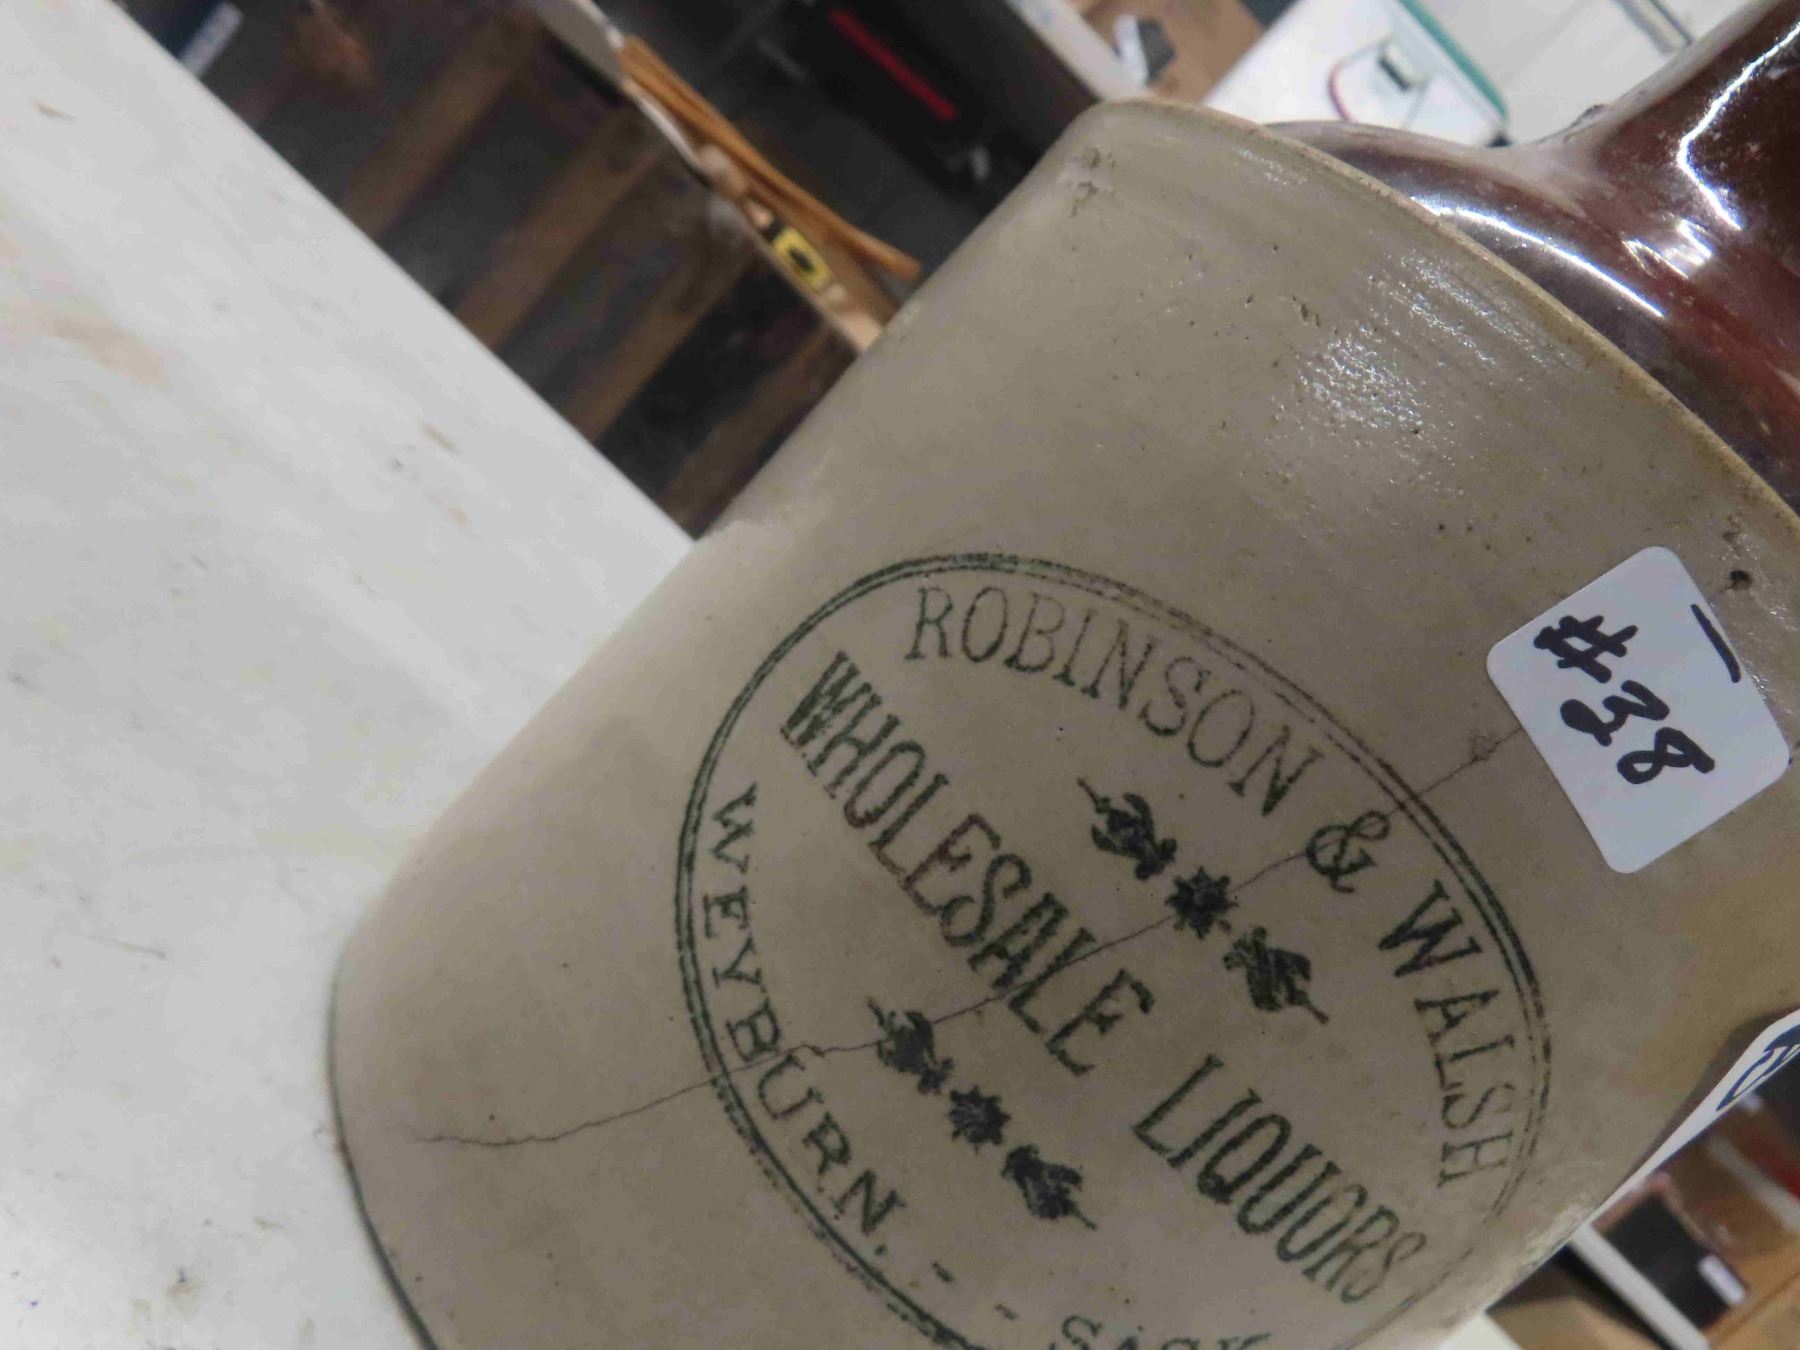 ROBINSON & WALSH
WHOLESALE LIQUORS
WEYBURN. - - SASK
#38